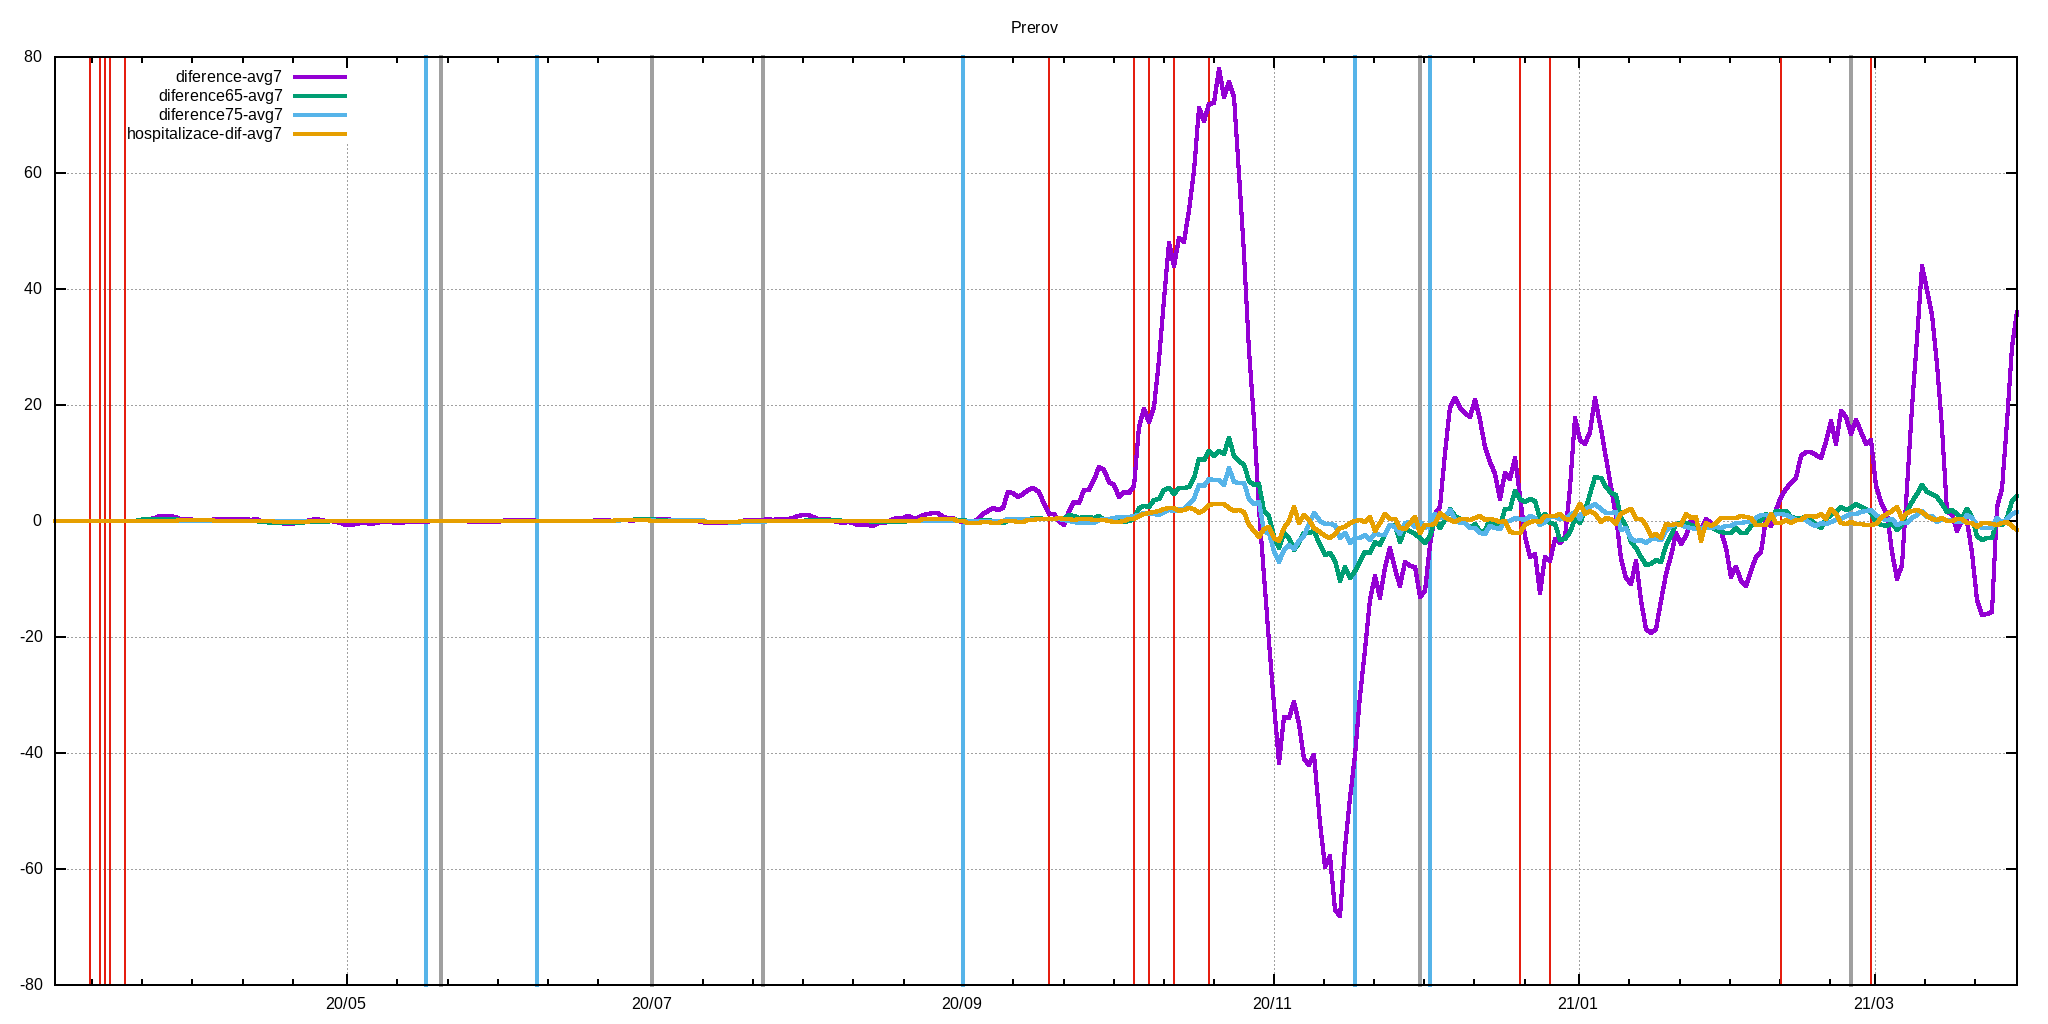 Prerov
diference-avg7
diference65-avg7
diference75-avg7
hospitalizace-dif-avg7
80
60
40
20
0
-20
-40
-60
-80
20/05 20/07 20/09 20/11 21/01 21/03